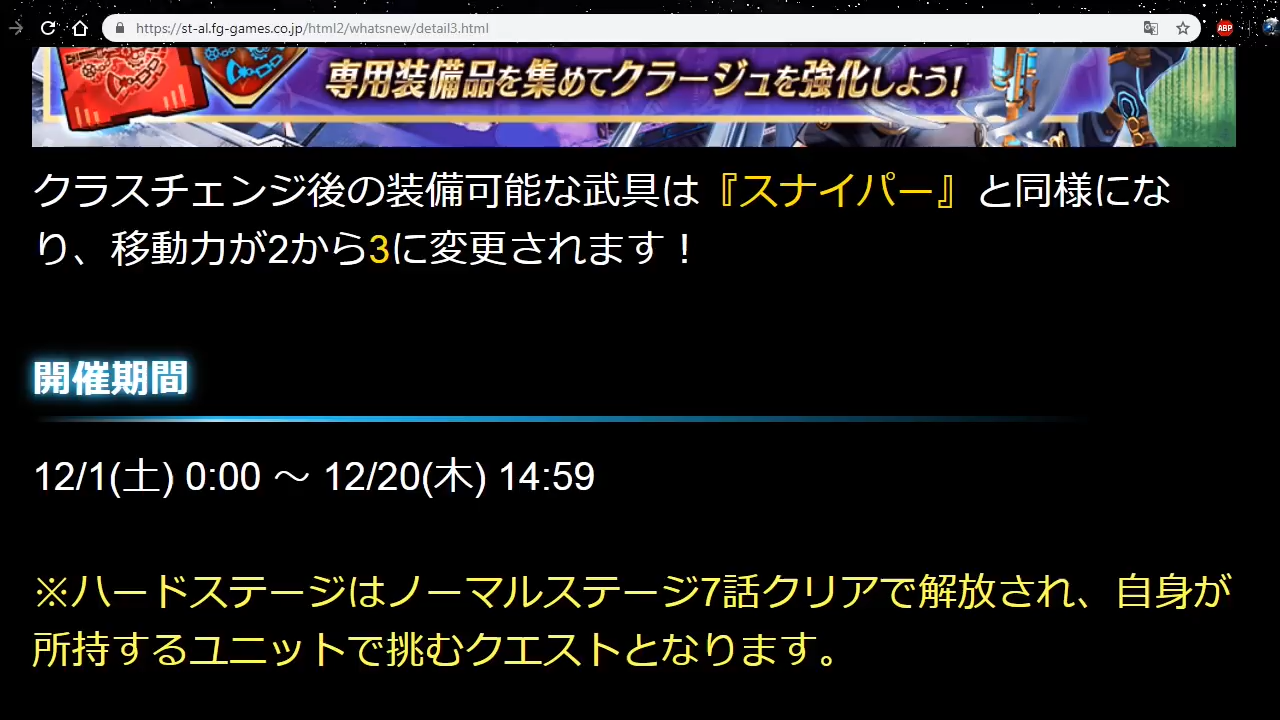 https://st-al.fg-games.co.jp/html2/whatsnew/detail3.html
ABP
専用装備品を集めてクラージュを強化しよう!
クラスチェンジ後の装備可能な武具は『スナイパー』と同様にな
り、移動力が2から3に変更されます！
開催期間
12/1(土) 0:00 ～ 12/20(木) 14:59
※ハードステージはノーマルステージ7話クリアで解放され、自身が
所持するユニットで挑むクエストとなります。